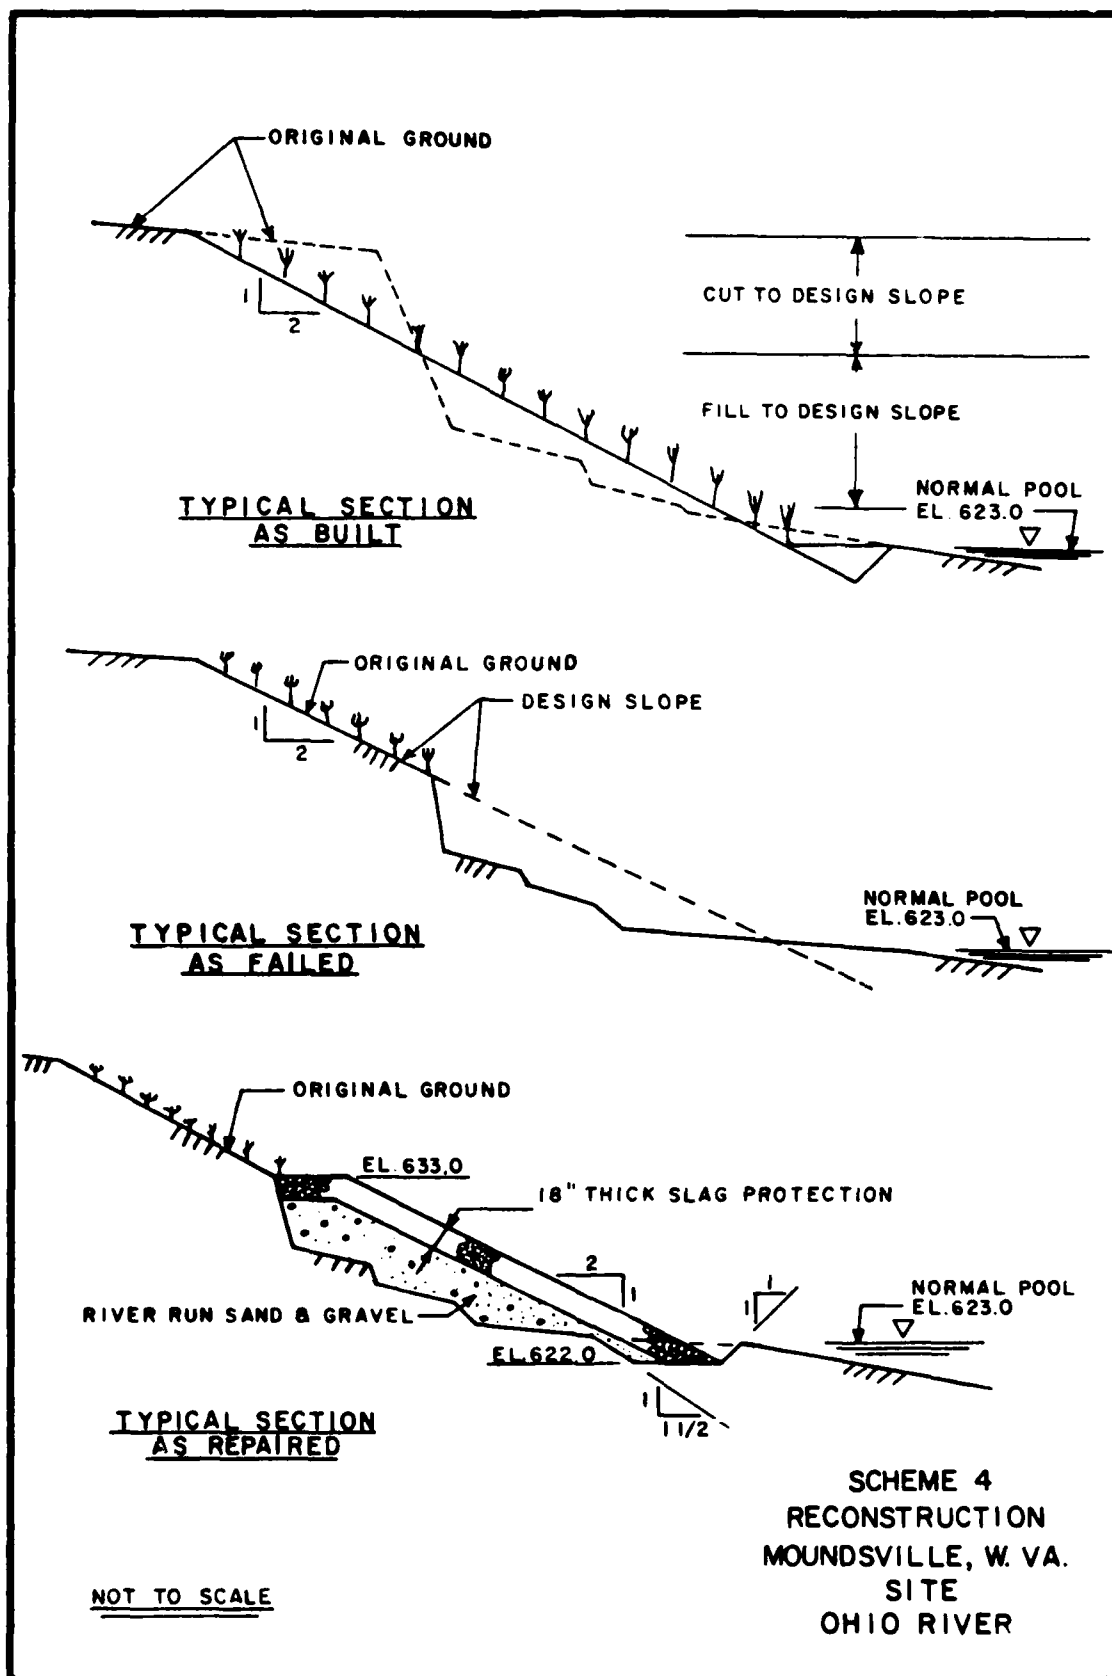 ORIGINAL GROUND
1
2
CUT TO DESIGN SLOPE
FILL TO DESIGN SLOPE
NORMAL POOL
EL. 623.0
TYPICAL SECTION
AS BUILT
ORIGINAL GROUND
DESIGN SLOPE
1
2
NORMAL POOL
EL. 623.0
TYPICAL SECTION
AS FAILED
ORIGINAL GROUND
EL. 633.0
18" THICK SLAG PROTECTION
2
1
1
1
NORMAL POOL
EL. 623.0
RIVER RUN SAND & GRAVEL
EL. 622.0
1
1 1/2
TYPICAL SECTION
AS REPAIRED
SCHEME 4
RECONSTRUCTION
MOUNDSVILLE, W. VA.
SITE
OHIO RIVER
NOT TO SCALE